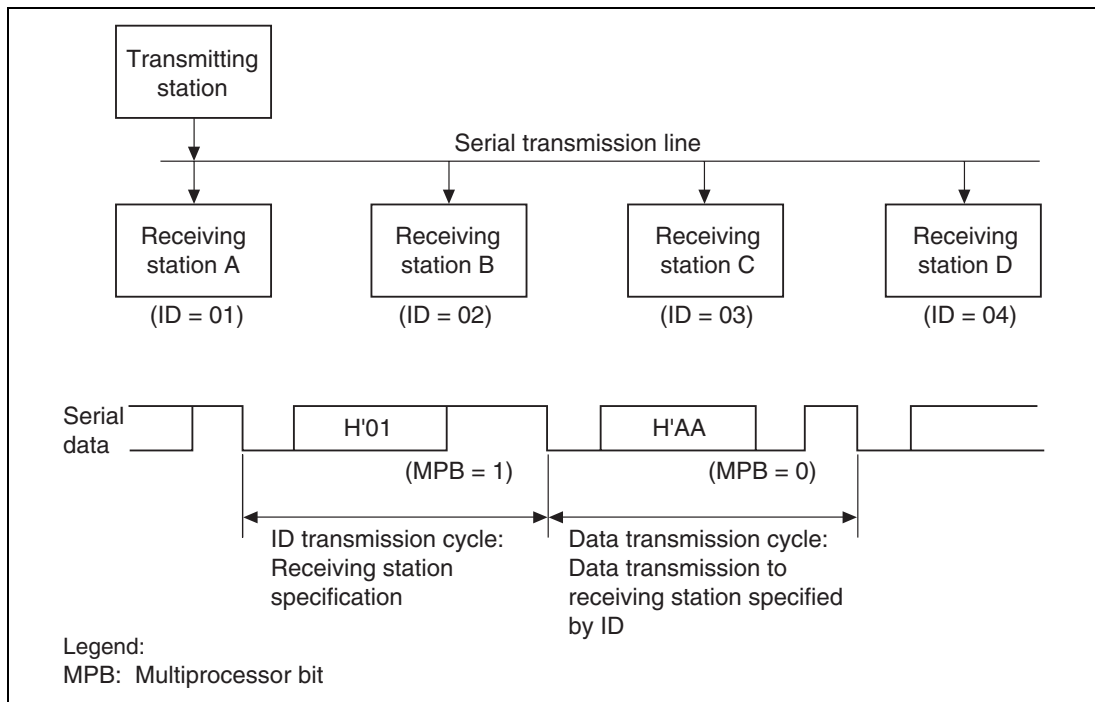 Transmitting
station
Serial transmission line
Receiving
station A
Receiving
station B
Receiving
station C
Receiving
station D
(ID = 01)
(ID = 02)
(ID = 03)
(ID = 04)
Serial
data
H'01
H'AA
(MPB = 1)
(MPB = 0)
ID transmission cycle:
Receiving station
specification
Data transmission cycle:
Data transmission to
receiving station specified
by ID
Legend:
MPB: Multiprocessor bit